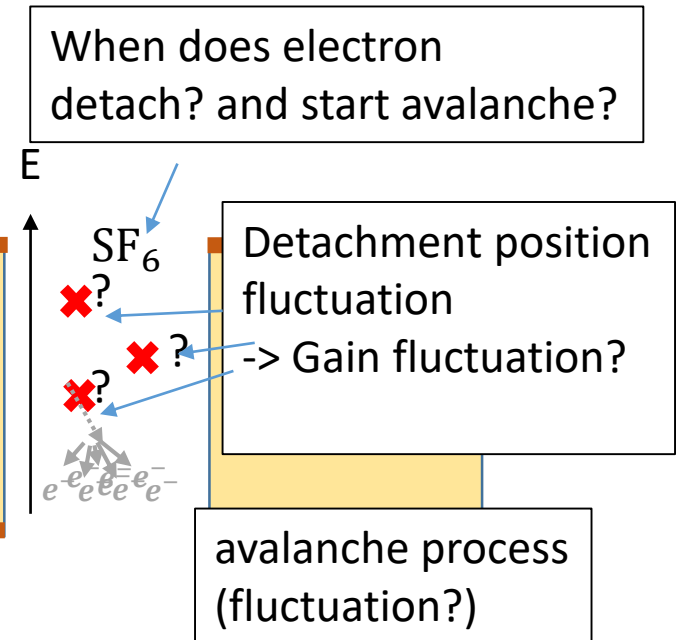 When does electron
detach? and start avalanche?
E
SF₆
Detachment position
fluctuation
-> Gain fluctuation?
?
?
?
e⁻ e⁻ e⁻ e⁻ e⁻
avalanche process
(fluctuation?)